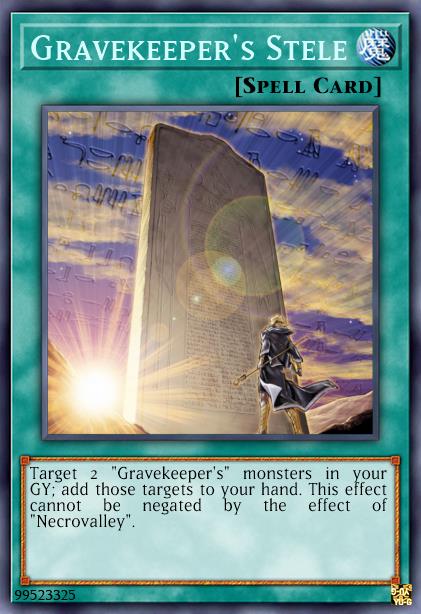 GRAVEKEEPER'S STELE
[SPELL CARD]
Target 2 "Gravekeeper's" monsters in your
GY; add those targets to your hand. This effect
cannot be negated by the effect of
"Necrovalley".
99523325